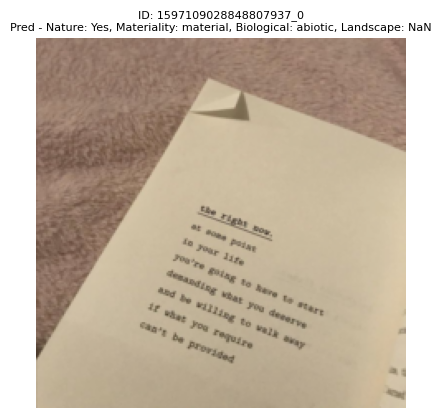 ID: 1597109028848807937_0
Pred - Nature: Yes, Materiality: material, Biological: abiotic, Landscape: NaN
the right now.
at some point
in your life
you're going to have to start
demanding what you deserve
and be willing to walk away
if what you require
can't be provided